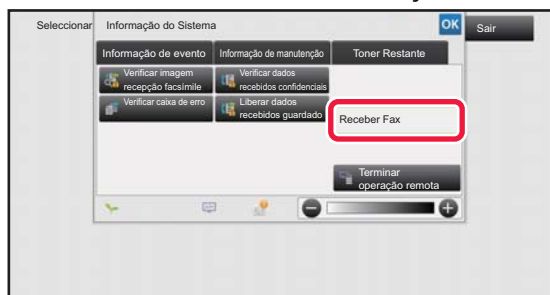 Seleccionar
Informação do Sistema
OK
Sair
Informação de evento
Informação de manutenção
Toner Restante
Verificar imagem
recepção facsímile
Verificar dados
recebidos confidenciais
Verificar caixa de erro
Liberar dados
recebidos guardado
Receber Fax
Terminar
operação remota